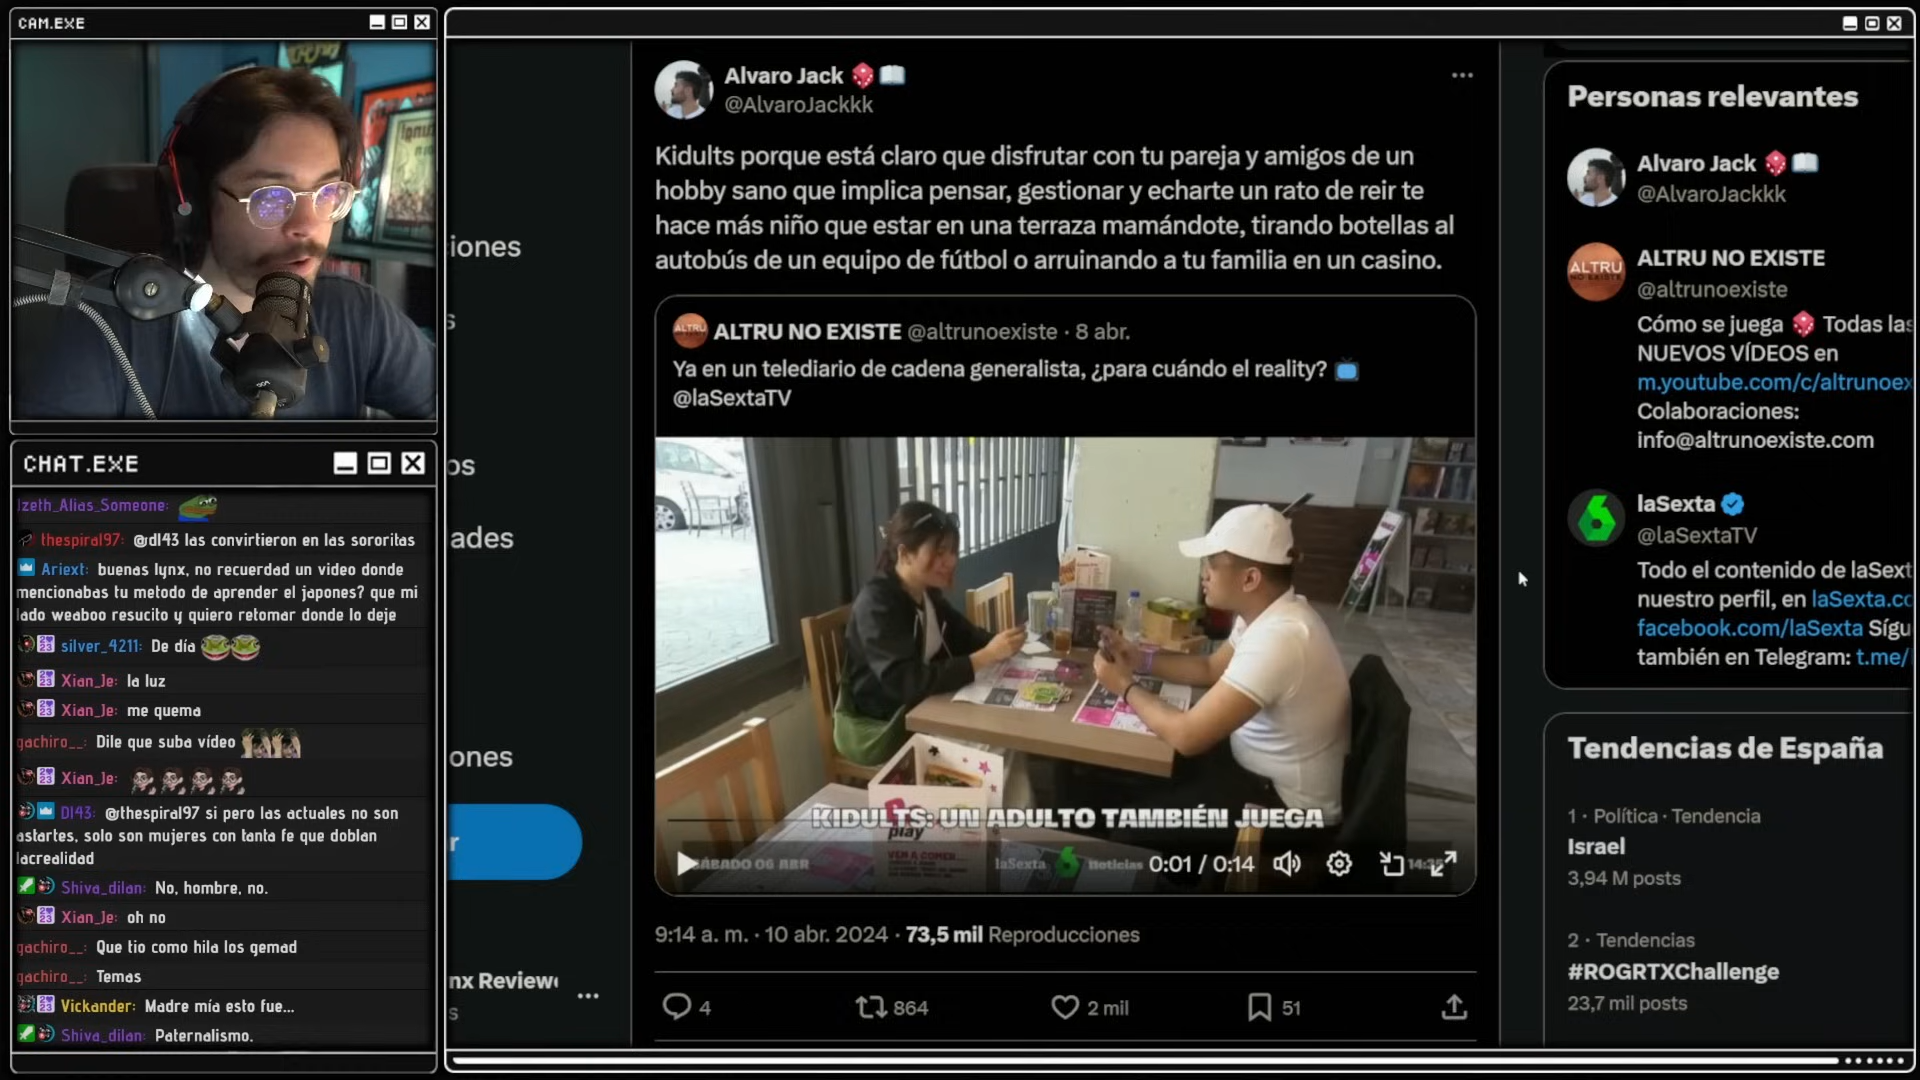 CAM.EXE
CHAT.EXE
Izeth_Alias_Someone:
thespiral97: @dl43 las convirtieron en las sororitas
Ariext: buenas lynx, no recuerdad un video donde
mencionabas tu metodo de aprender el japones? que mi
lado weaboo resucito y quiero retomar donde lo deje
silver_4211: De día
Xian_Je: la luz
Xian_Je: me quema
gachiro__: Dile que suba vídeo
Xian_Je:
Dl43: @thespiral97 si pero las actuales no son
astartes, solo son mujeres con tanta fe que doblan
lacrealidad
Shiva_dilan: No, hombre, no.
Xian_Je: oh no
gachiro__: Que tio como hila los gemad
gachiro__: Temas
Vickander: Madre mía esto fue...
Shiva_dilan: Paternalismo.
iones
s
os
ades
ones
r
nx Review
s
Alvaro Jack
@AlvaroJackkk
Kidults porque está claro que disfrutar con tu pareja y amigos de un
hobby sano que implica pensar, gestionar y echarte un rato de reir te
hace más niño que estar en una terraza mamándote, tirando botellas al
autobús de un equipo de fútbol o arruinando a tu familia en un casino.
ALTRU NO EXISTE @altrunoexiste · 8 abr.
Ya en un telediario de cadena generalista, ¿para cuándo el reality?
@laSextaTV
KIDULTS: UN ADULTO TAMBIÉN JUEGA
play
VEN A COMER
SÁBADO 06 ABR
laSexta Noticias
0:01 / 0:14
9:14 a. m. · 10 abr. 2024 · 73,5 mil Reproducciones
4
864
2 mil
51
Personas relevantes
Alvaro Jack
@AlvaroJackkk
ALTRU
NO EXISTE
ALTRU NO EXISTE
@altrunoexiste
Cómo se juega Todas las
NUEVOS VÍDEOS en
m.youtube.com/c/altrunoex
Colaboraciones:
info@altrunoexiste.com
laSexta
@laSextaTV
Todo el contenido de laSext
nuestro perfil, en laSexta.co
facebook.com/laSexta Sígu
también en Telegram: t.me/
Tendencias de España
1 · Política · Tendencia
Israel
3,94 M posts
2 · Tendencias
#ROGRTXChallenge
23,7 mil posts